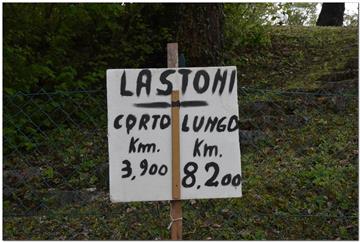 LASTONI
CORTO LUNGO
Km. Km.
3,900 8,200